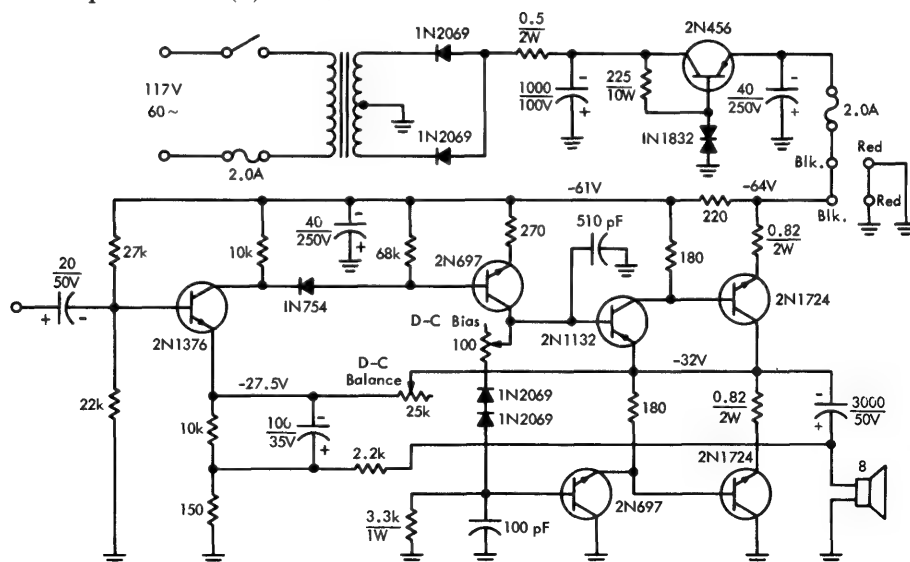 1N2069
0.5
2W
2N456
117V
60~
1000
100V
225
10W
40
250V
2.0A
1N2069
IN1832
2.0A
Blk.
Red
-61V
-64V
Blk.
Red
220
40
250V
510 pF
270
0.82
2W
27k
10k
68k
2N697
180
20
50V
IN754
2N1724
D-C Bias
2N1376
100
2N1132
D-C
Balance
-32V
-27.5V
1N2069
0.82
2W
3000
50V
22k
25k
1N2069
180
10k
100
35V
2N1724
8
2.2k
150
2N697
3.3k
1W
100 pF